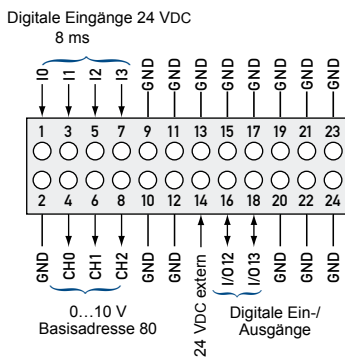 Digitale Eingänge 24 VDC
8 ms
I0 I1 I2 I3 GND GND GND GND GND GND GND GND
1 3 5 7 9 11 13 15 17 19 21 23
2 4 6 8 10 12 14 16 18 20 22 24
GND CH0 CH1 CH2 GND GND 24 VDC extern I/O12 I/O13 GND GND GND
0...10 V
Basisadresse 80
Digitale Ein-/
Ausgänge